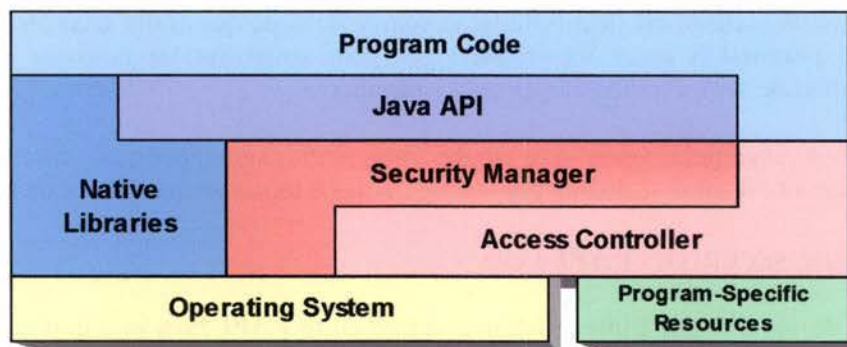 Program Code
Java API
Security Manager
Native
Libraries
Access Controller
Operating System
Program-Specific
Resources